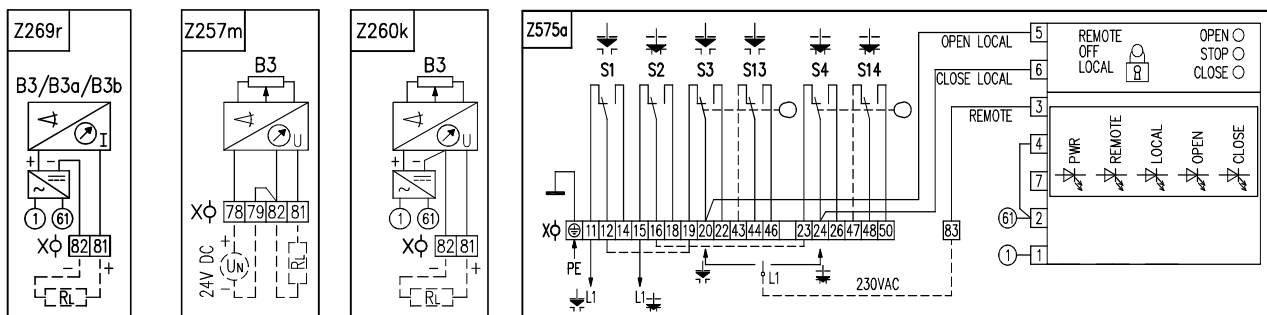 Z269r
B3/B3a/B3b
I
+ -
~
1 61
X 82 81
- +
RL
Z257m
B3
U
X 78 79 82 81
24V DC
+
UN
-
RL
Z260k
B3
U
+ -
~
1 61
X 82 81
- +
RL
Z575a
S1 S2 S3 S13 S4 S14
X 11 12 14 15 16 18 19 20 22 43 44 46 23 24 26 47 48 50 83
PE
L1
L1
L1
230VAC
OPEN LOCAL 5
CLOSE LOCAL 6
REMOTE 3
4
7
61 2
1 1
REMOTE
OFF
LOCAL
OPEN
STOP
CLOSE
PWR
REMOTE
LOCAL
OPEN
CLOSE